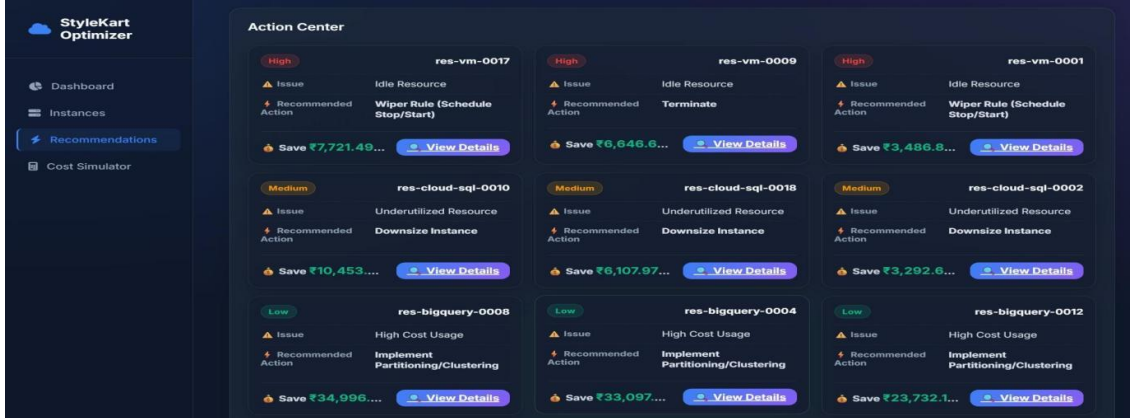 StyleKart
Optimizer
Dashboard
Instances
Recommendations
Cost Simulator
Action Center
High
res-vm-0017
Issue
Idle Resource
Recommended
Action
Wiper Rule (Schedule
Stop/Start)
Save ₹7,721.49...
View Details
High
res-vm-0009
Issue
Idle Resource
Recommended
Action
Terminate
Save ₹6,646.6...
View Details
High
res-vm-0001
Issue
Idle Resource
Recommended
Action
Wiper Rule (Schedule
Stop/Start)
Save ₹3,486.8...
View Details
Medium
res-cloud-sql-0010
Issue
Underutilized Resource
Recommended
Action
Downsize Instance
Save ₹10,453....
View Details
Medium
res-cloud-sql-0018
Issue
Underutilized Resource
Recommended
Action
Downsize Instance
Save ₹6,107.97...
View Details
Medium
res-cloud-sql-0002
Issue
Underutilized Resource
Recommended
Action
Downsize Instance
Save ₹3,292.6...
View Details
Low
res-bigquery-0008
Issue
High Cost Usage
Recommended
Action
Implement
Partitioning/Clustering
Save ₹34,996....
View Details
Low
res-bigquery-0004
Issue
High Cost Usage
Recommended
Action
Implement
Partitioning/Clustering
Save ₹33,097....
View Details
Low
res-bigquery-0012
Issue
High Cost Usage
Recommended
Action
Implement
Partitioning/Clustering
Save ₹23,732.1...
View Details